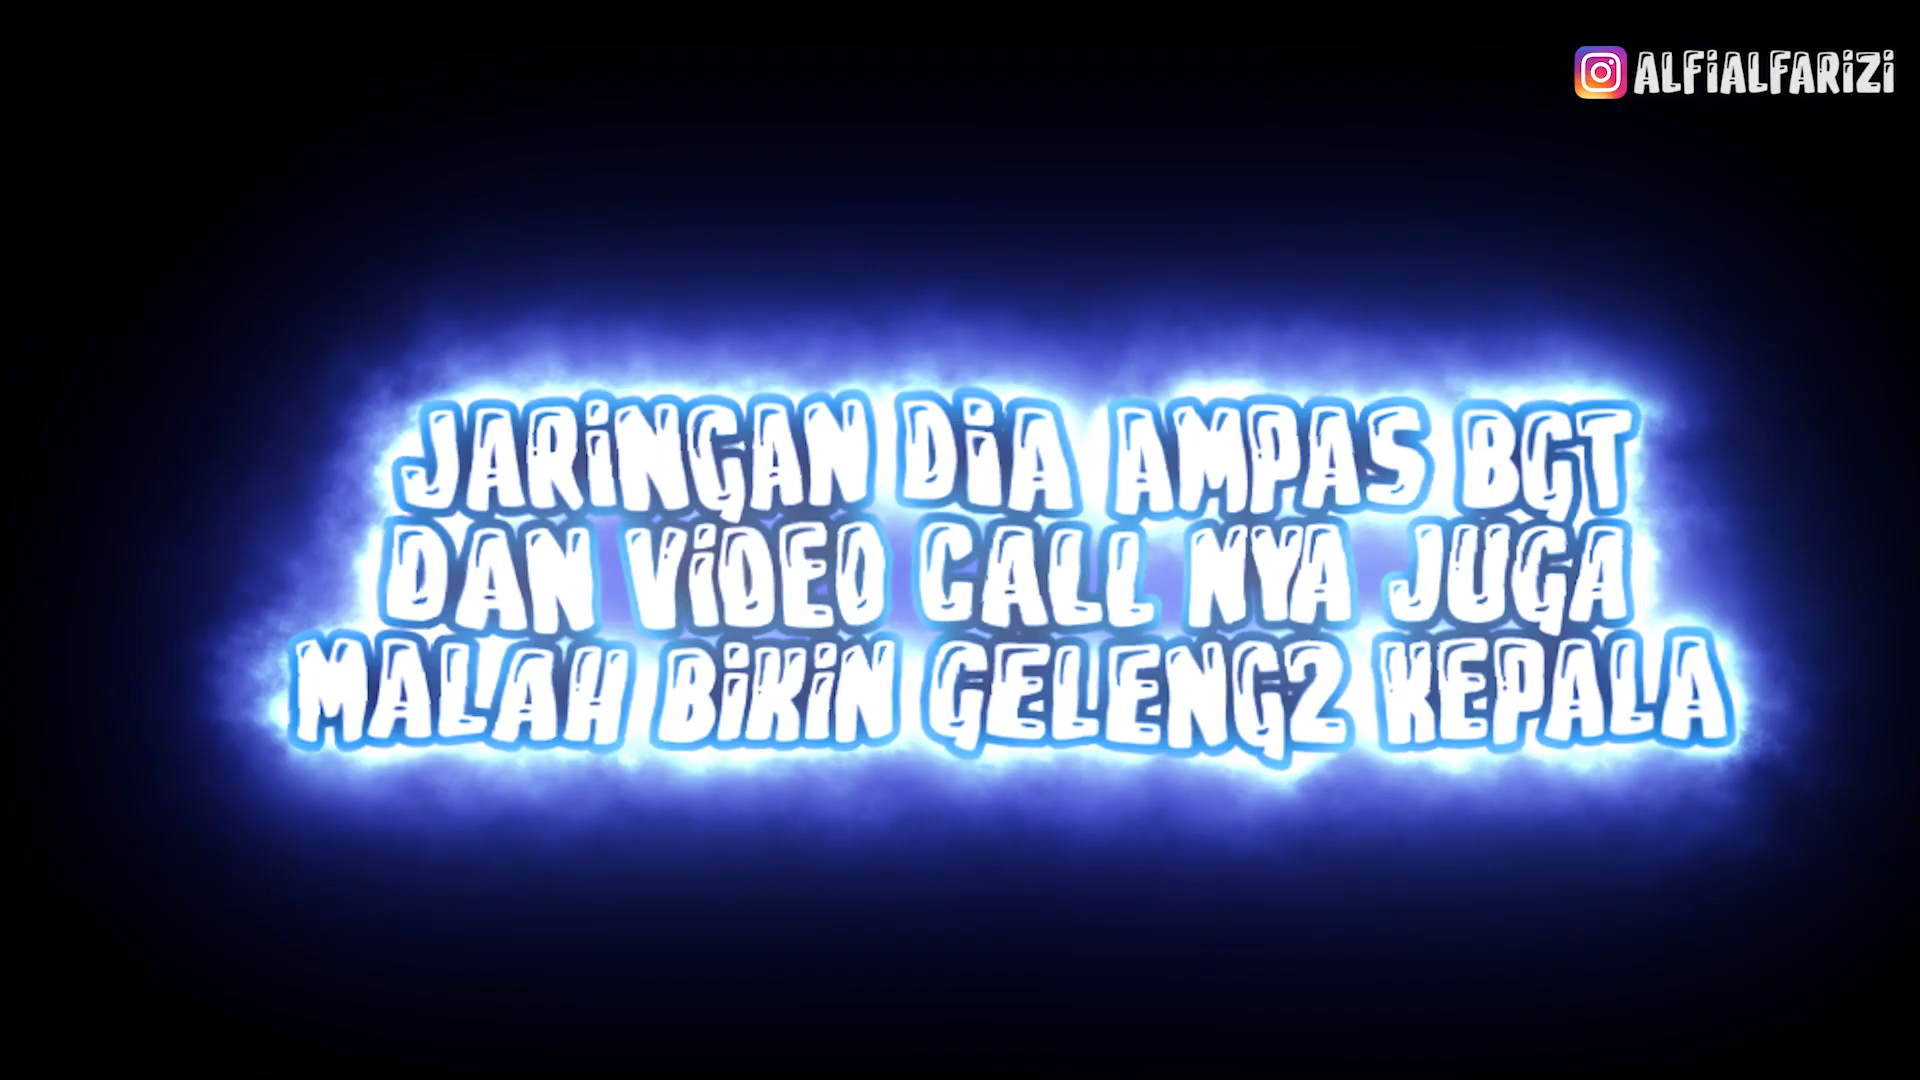 ALFiALFARiZi
JARiNGAN DiA AMPAS BGT
DAN ViDEO CALL NYA JUGA
MALAH BiKiN GELENG2 KEPALA